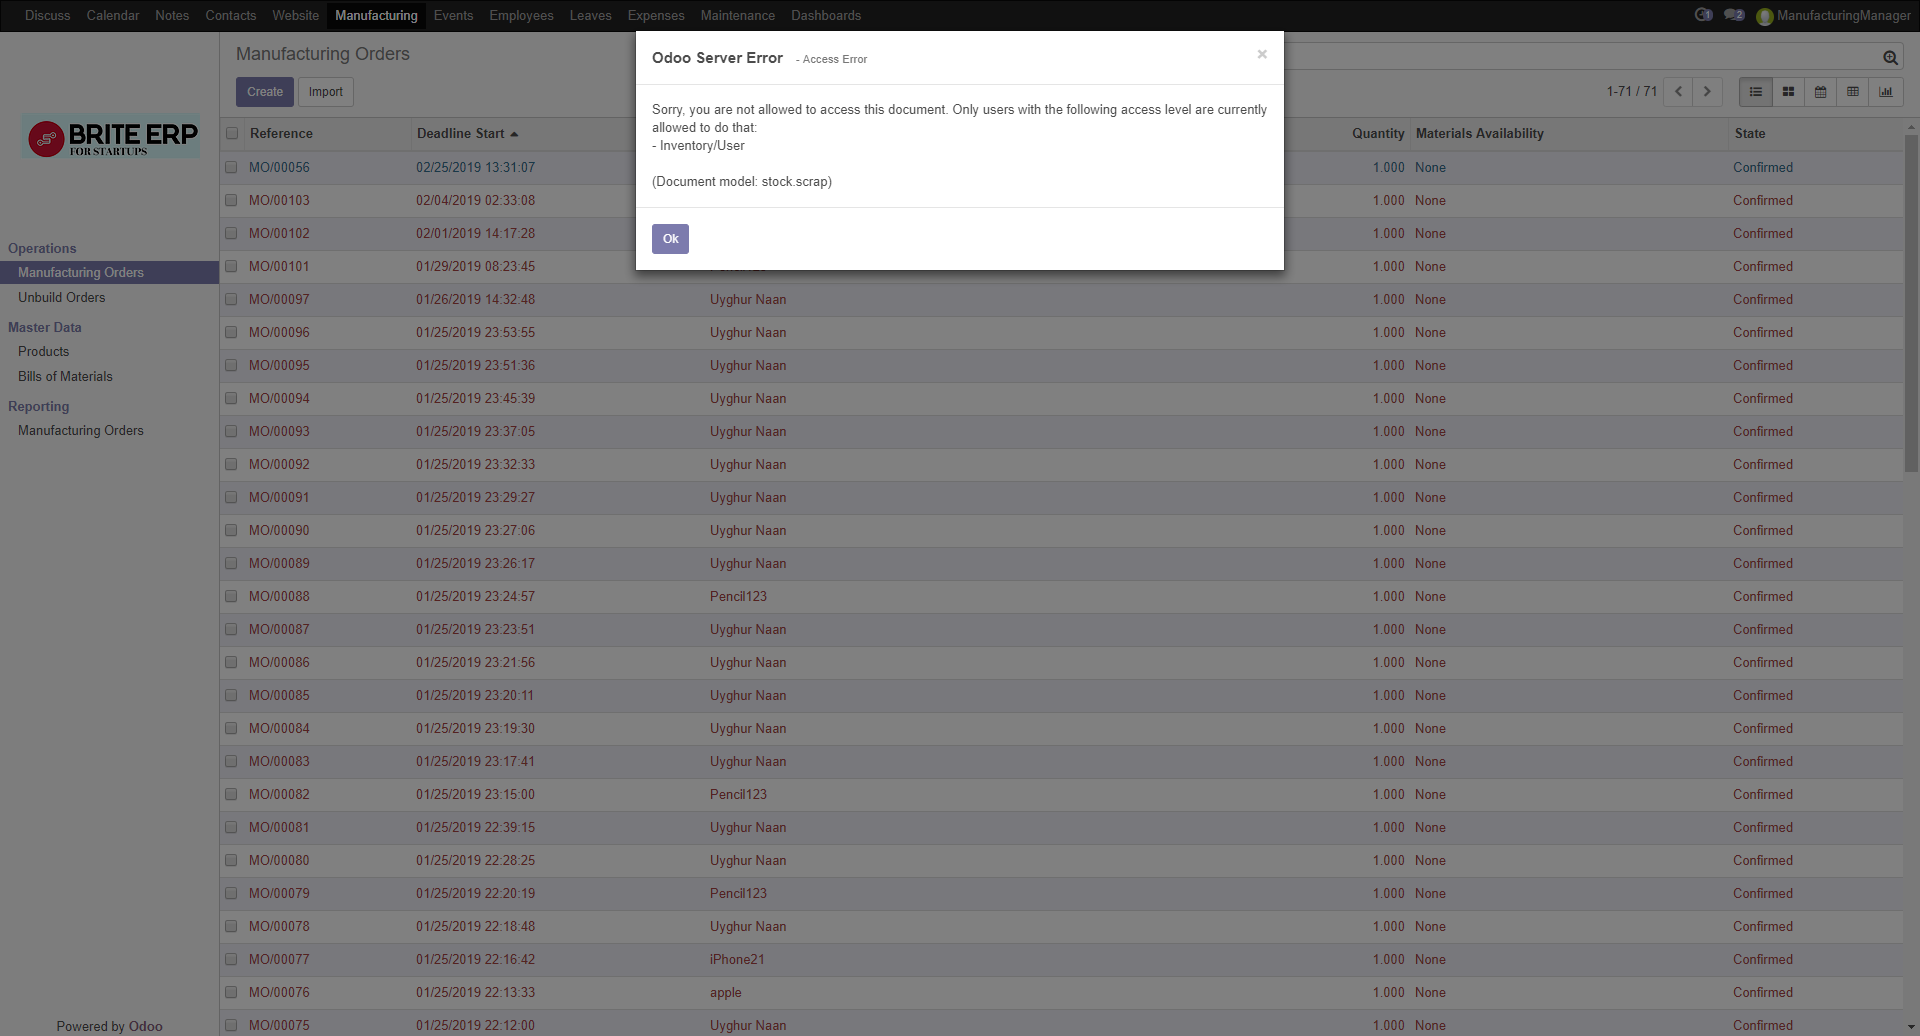 Discuss Calendar Notes Contacts Website Manufacturing Events Employees Leaves Expenses Maintenance Dashboards 1 2 ManufacturingManager
Manufacturing Orders
Create Import
1-71 / 71
Odoo Server Error - Access Error ×
Sorry, you are not allowed to access this document. Only users with the following access level are currently
allowed to do that:
- Inventory/User
(Document model: stock.scrap)
Ok
BRITE ERP
FOR STARTUPS
Operations
Manufacturing Orders
Unbuild Orders
Master Data
Products
Bills of Materials
Reporting
Manufacturing Orders
Powered by Odoo
Reference Deadline Start Quantity Materials Availability State
MO/00056 02/25/2019 13:31:07 1.000 None Confirmed
MO/00103 02/04/2019 02:33:08 1.000 None Confirmed
MO/00102 02/01/2019 14:17:28 1.000 None Confirmed
MO/00101 01/29/2019 08:23:45 1.000 None Confirmed
MO/00097 01/26/2019 14:32:48 Uyghur Naan 1.000 None Confirmed
MO/00096 01/25/2019 23:53:55 Uyghur Naan 1.000 None Confirmed
MO/00095 01/25/2019 23:51:36 Uyghur Naan 1.000 None Confirmed
MO/00094 01/25/2019 23:45:39 Uyghur Naan 1.000 None Confirmed
MO/00093 01/25/2019 23:37:05 Uyghur Naan 1.000 None Confirmed
MO/00092 01/25/2019 23:32:33 Uyghur Naan 1.000 None Confirmed
MO/00091 01/25/2019 23:29:27 Uyghur Naan 1.000 None Confirmed
MO/00090 01/25/2019 23:27:06 Uyghur Naan 1.000 None Confirmed
MO/00089 01/25/2019 23:26:17 Uyghur Naan 1.000 None Confirmed
MO/00088 01/25/2019 23:24:57 Pencil123 1.000 None Confirmed
MO/00087 01/25/2019 23:23:51 Uyghur Naan 1.000 None Confirmed
MO/00086 01/25/2019 23:21:56 Uyghur Naan 1.000 None Confirmed
MO/00085 01/25/2019 23:20:11 Uyghur Naan 1.000 None Confirmed
MO/00084 01/25/2019 23:19:30 Uyghur Naan 1.000 None Confirmed
MO/00083 01/25/2019 23:17:41 Uyghur Naan 1.000 None Confirmed
MO/00082 01/25/2019 23:15:00 Pencil123 1.000 None Confirmed
MO/00081 01/25/2019 22:39:15 Uyghur Naan 1.000 None Confirmed
MO/00080 01/25/2019 22:28:25 Uyghur Naan 1.000 None Confirmed
MO/00079 01/25/2019 22:20:19 Pencil123 1.000 None Confirmed
MO/00078 01/25/2019 22:18:48 Uyghur Naan 1.000 None Confirmed
MO/00077 01/25/2019 22:16:42 iPhone21 1.000 None Confirmed
MO/00076 01/25/2019 22:13:33 apple 1.000 None Confirmed
MO/00075 01/25/2019 22:12:00 Uyghur Naan 1.000 None Confirmed